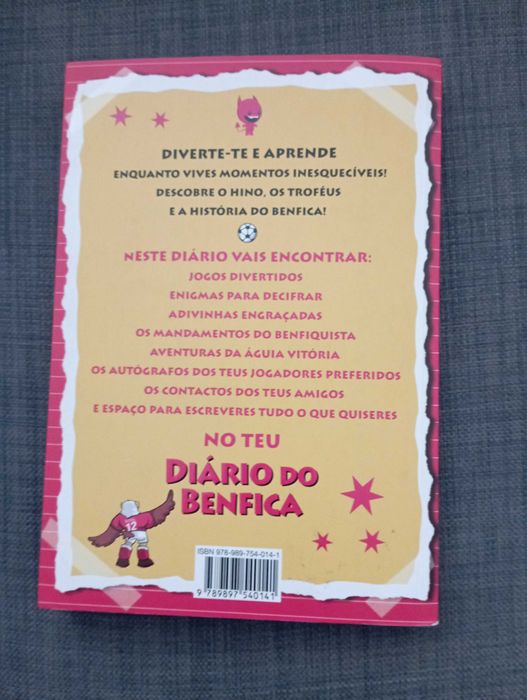 DIVERTE-TE E APRENDE
ENQUANTO VIVES MOMENTOS INESQUECÍVEIS!
DESCOBRE O HINO, OS TROFÉUS
E A HISTÓRIA DO BENFICA!
NESTE DIÁRIO VAIS ENCONTRAR:
JOGOS DIVERTIDOS
ENIGMAS PARA DECIFRAR
ADIVINHAS ENGRAÇADAS
OS MANDAMENTOS DO BENFIQUISTA
AVENTURAS DA ÁGUIA VITÓRIA
OS AUTÓGRAFOS DOS TEUS JOGADORES PREFERIDOS
OS CONTACTOS DOS TEUS AMIGOS
E ESPAÇO PARA ESCREVERES TUDO O QUE QUISERES
NO TEU
DIÁRIO DO
BENFICA
12
ISBN 978-989-754-014-1
9 789897 540141